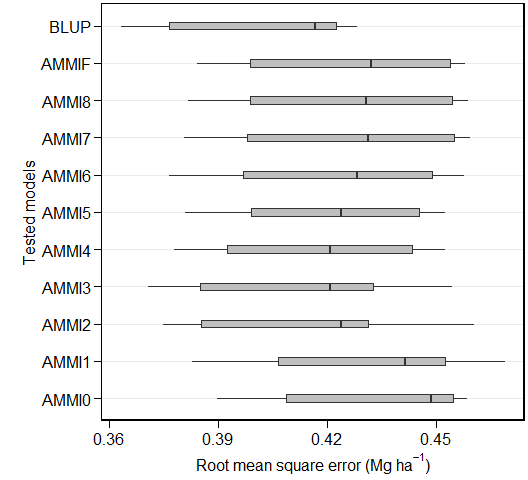 BLUP
AMMIF
AMMI8
AMMI7
AMMI6
AMMI5
AMMI4
AMMI3
AMMI2
AMMI1
AMMI0
Tested models
0.36 0.39 0.42 0.45
Root mean square error (Mg ha⁻¹)